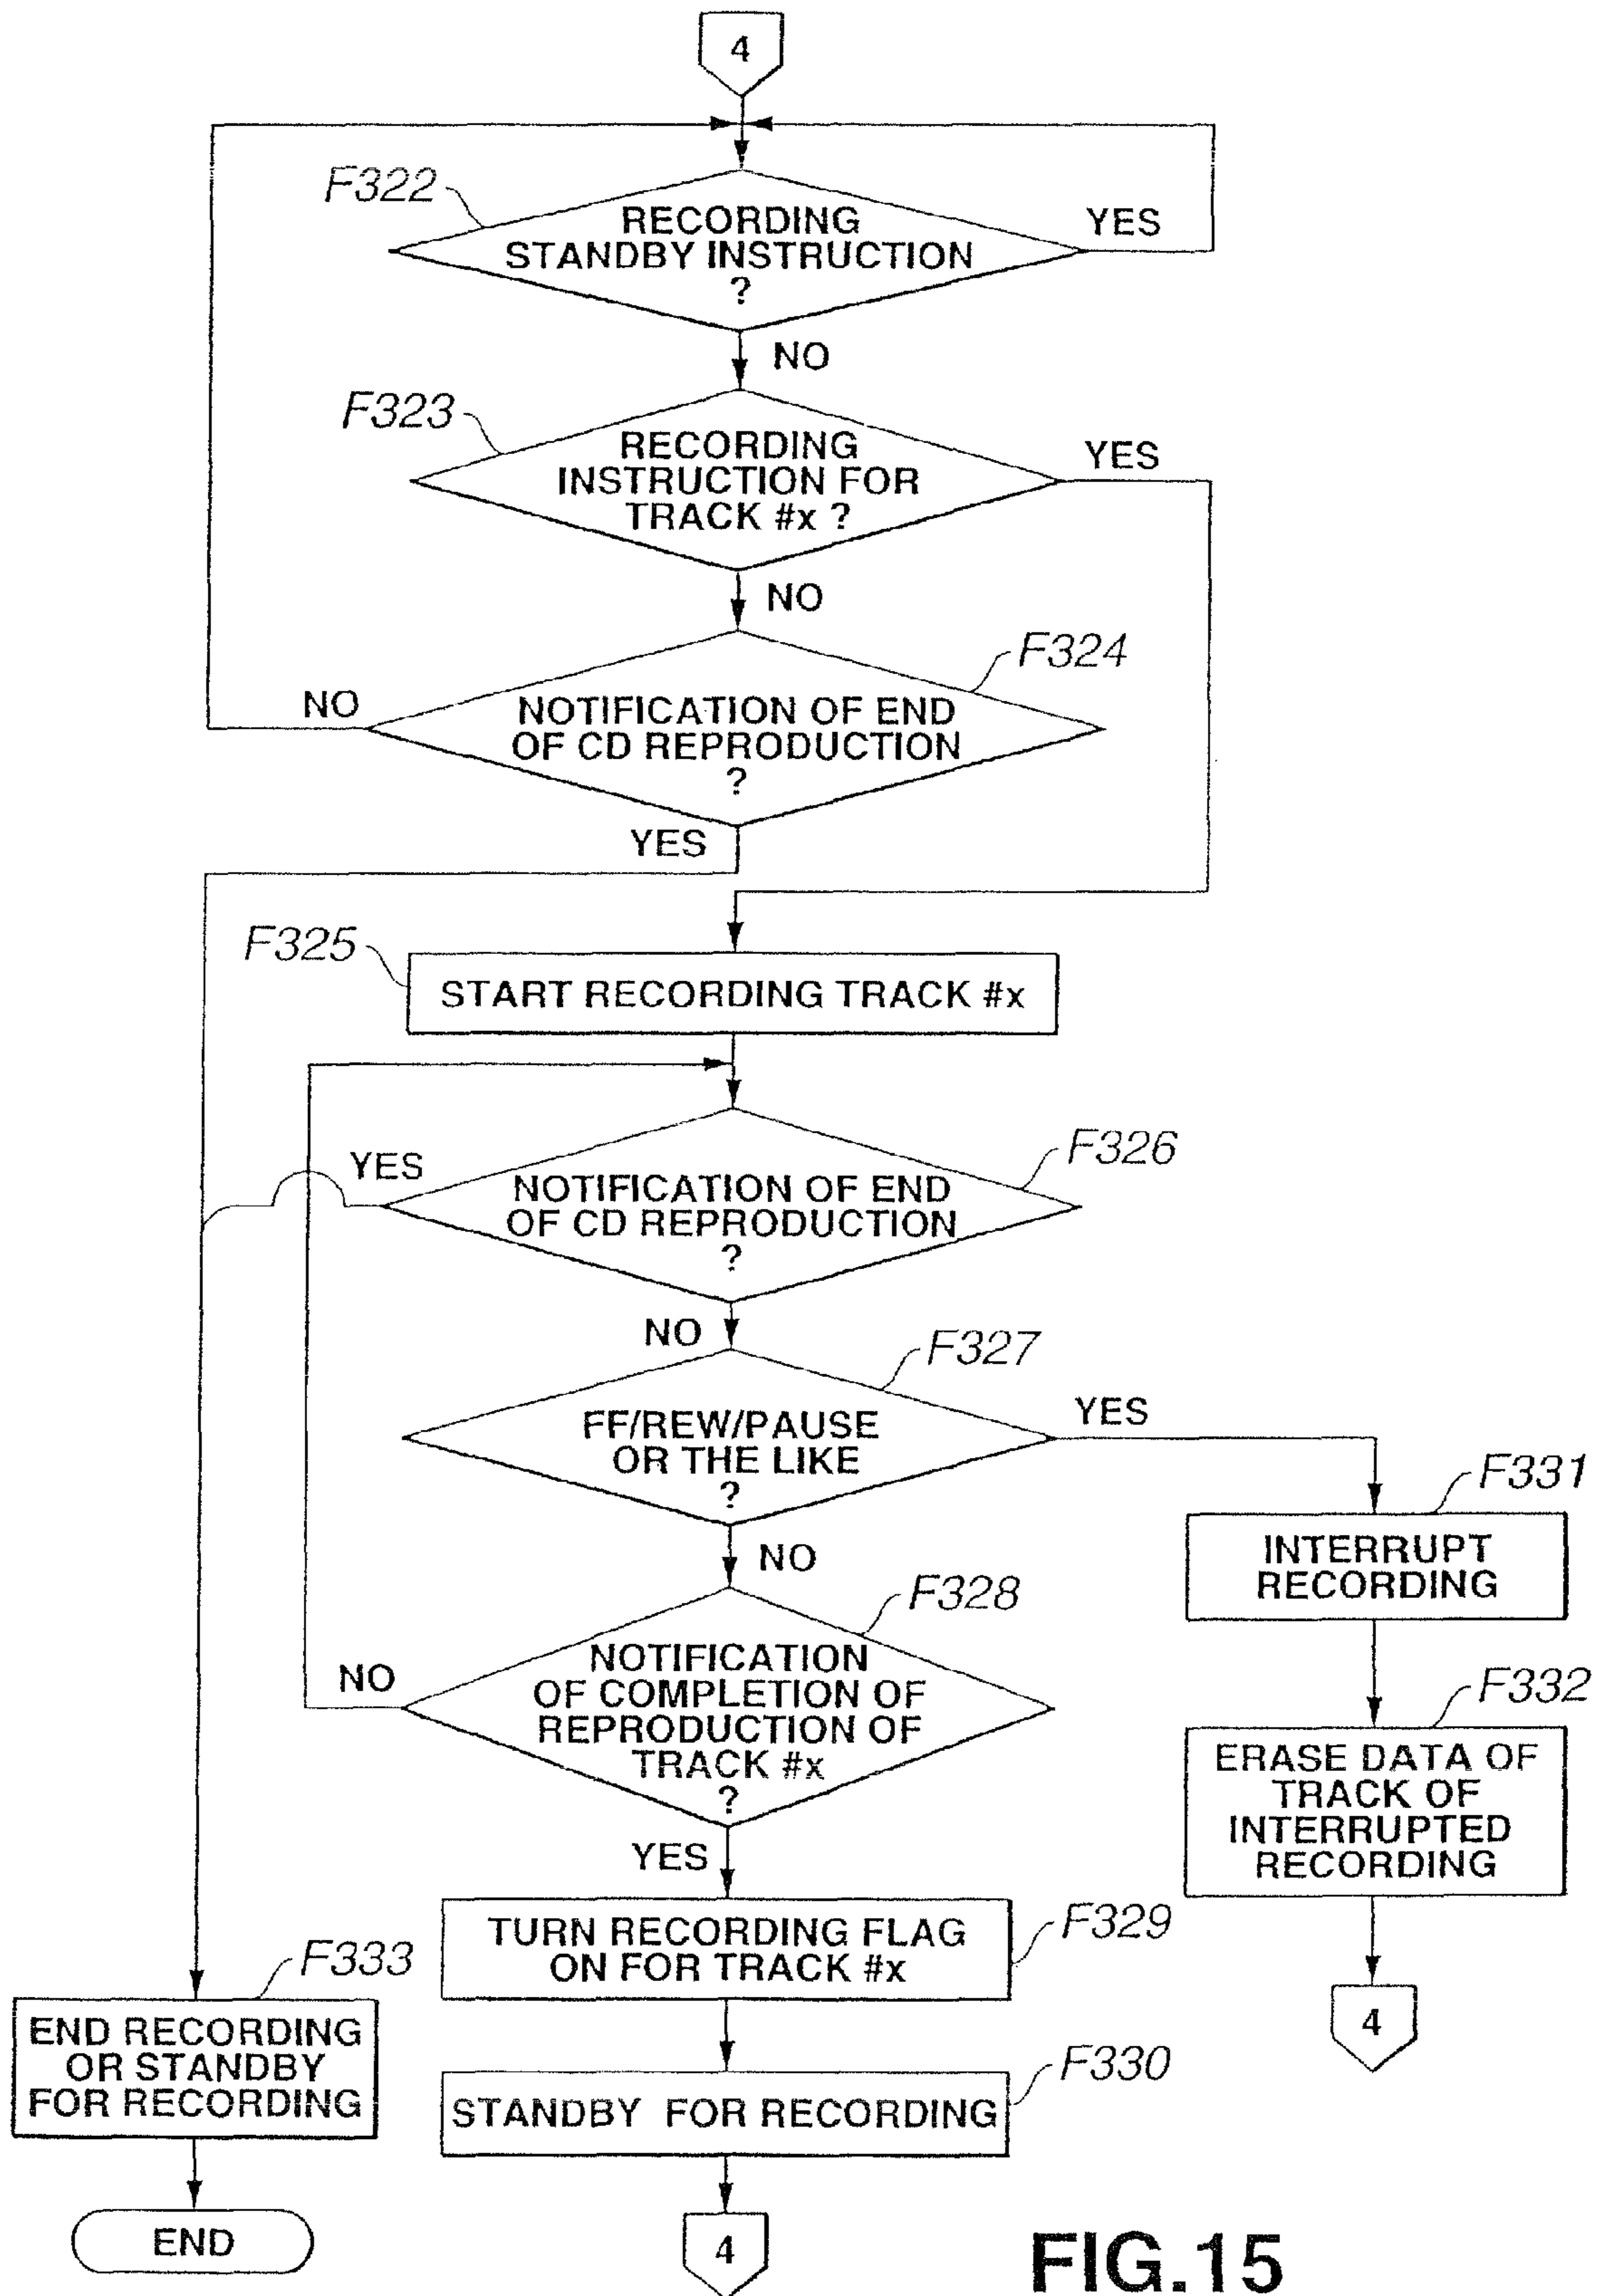 4
F322
RECORDING
STANDBY INSTRUCTION
?
YES
NO
F323
RECORDING
INSTRUCTION FOR
TRACK #x ?
YES
NO
F324
NOTIFICATION OF END
OF CD REPRODUCTION
?
NO
YES
F325
START RECORDING TRACK #x
F326
YES
NOTIFICATION OF END
OF CD REPRODUCTION
?
NO
F327
FF/REW/PAUSE
OR THE LIKE
?
YES
NO
F331
INTERRUPT
RECORDING
F328
NOTIFICATION
OF COMPLETION OF
REPRODUCTION OF
TRACK #x
?
NO
YES
F332
ERASE DATA OF
TRACK OF
INTERRUPTED
RECORDING
4
F329
TURN RECORDING FLAG
ON FOR TRACK #x
F330
STANDBY FOR RECORDING
4
F333
END RECORDING
OR STANDBY
FOR RECORDING
END
FIG.15